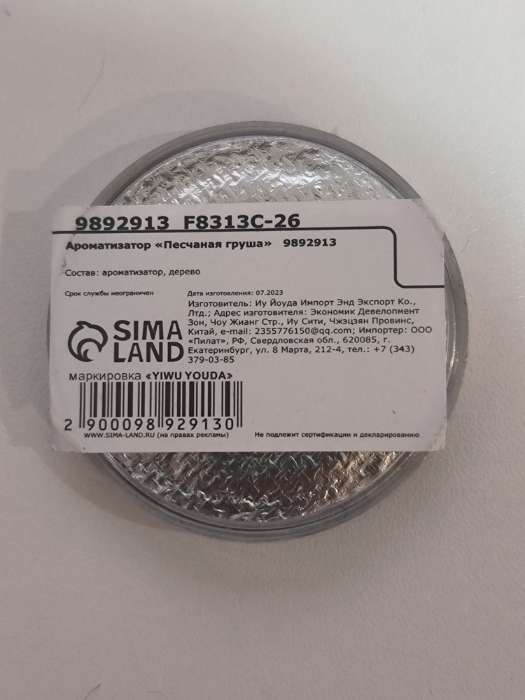 9892913 F8313C-26
Ароматизатор «Песчаная груша» 9892913
Состав: ароматизатор, дерево
Срок службы неограничен
Дата изготовления: 07.2023
Изготовитель: Иу Йоуда Импорт Энд Экспорт Ко.,
Лтд.; Адрес изготовителя: Экономик Девелопмент
Зон, Чоу Жианг Стр., Иу Сити, Чжэцзян Провинс,
Китай, e-mail: 2355776150@qq.com; Импортер: ООО
«Пилат», РФ, Свердловская обл., 620085, г.
Екатеринбург, ул. 8 Марта, 212-4, тел.: +7 (343)
379-03-85
SIMA
LAND
маркировка «YIWU YOUDA»
2 900098 929130
WWW.SIMA-LAND.RU (на правах рекламы)
Не подлежит сертификации и декларированию